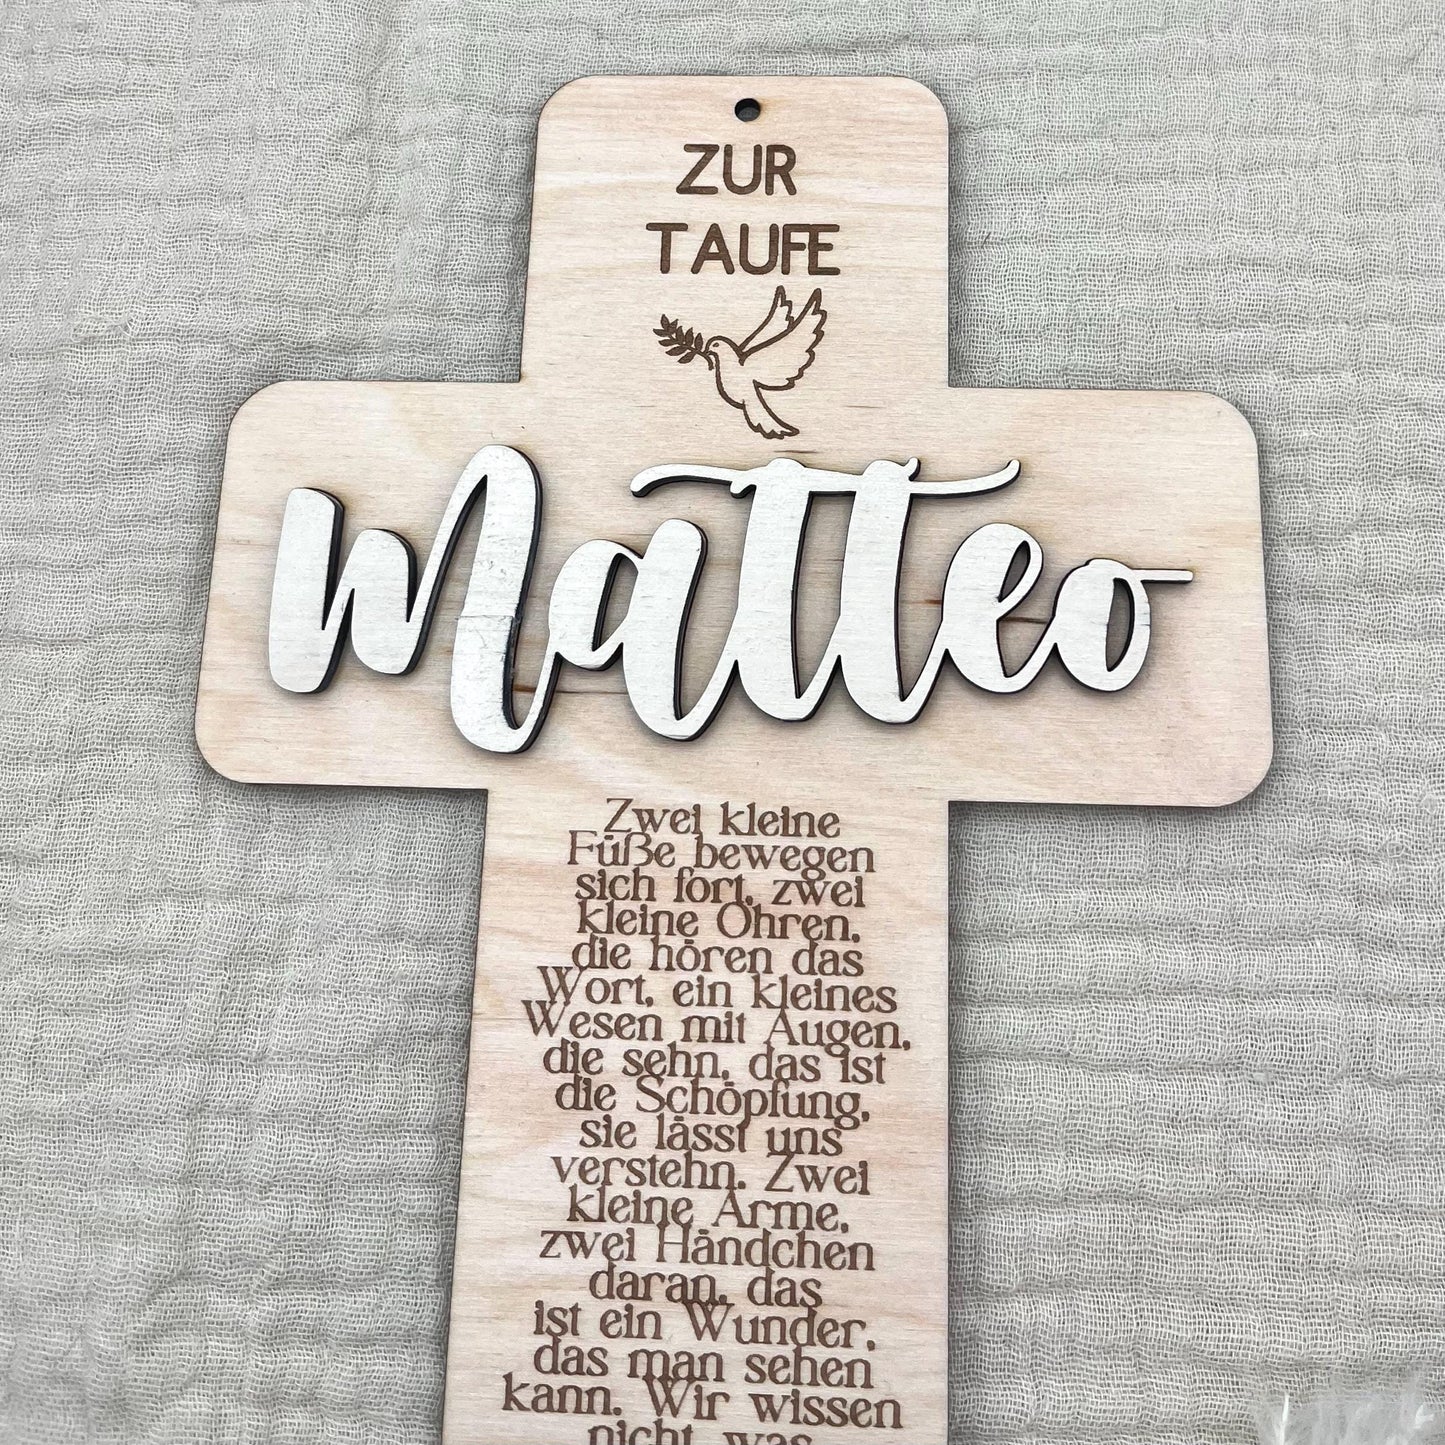 ZUR
TAUFE
Matteo
Zwei kleine
Füße bewegen
sich fort, zwei
kleine Ohren,
die hören das
Wort, ein kleines
Wesen mit Augen,
die sehn, das ist
die Schöpfung,
sie lässt uns
verstehn. Zwei
kleine Arme,
zwei Händchen
daran, das
ist ein Wunder,
das man sehen
kann. Wir wissen
nicht was